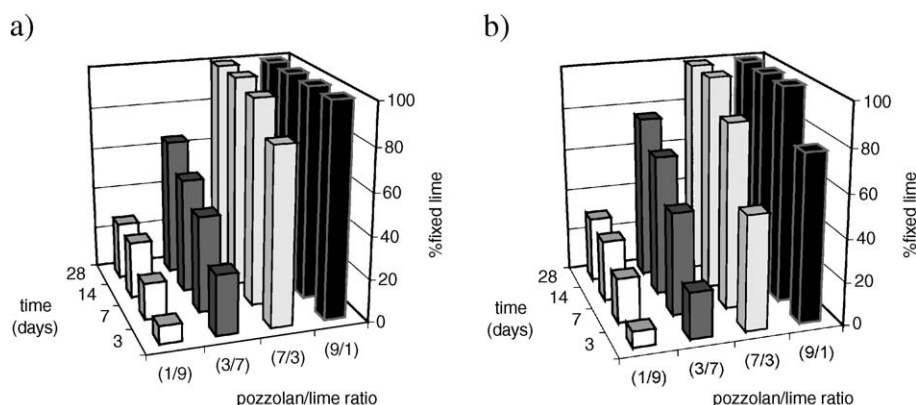 a)
100
80
60
40
20
0
%fixed lime
28
14
7
3
time
(days)
(1/9)
(3/7)
(7/3)
(9/1)
pozzolan/lime ratio
b)
100
80
60
40
20
0
%fixed lime
28
14
7
3
time
(days)
(1/9)
(3/7)
(7/3)
(9/1)
pozzolan/lime ratio